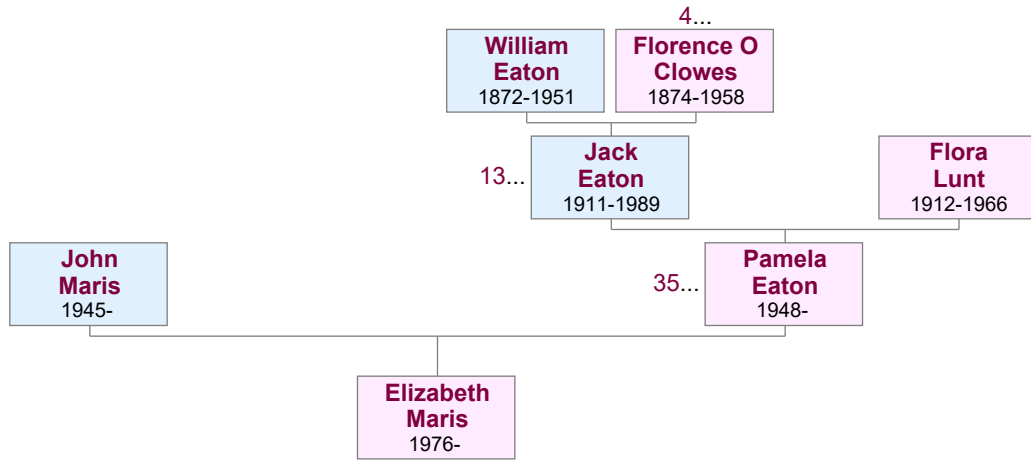 4...
William
Eaton
1872-1951
Florence O
Clowes
1874-1958
13...
Jack
Eaton
1911-1989
Flora
Lunt
1912-1966
John
Maris
1945-
35...
Pamela
Eaton
1948-
Elizabeth
Maris
1976-